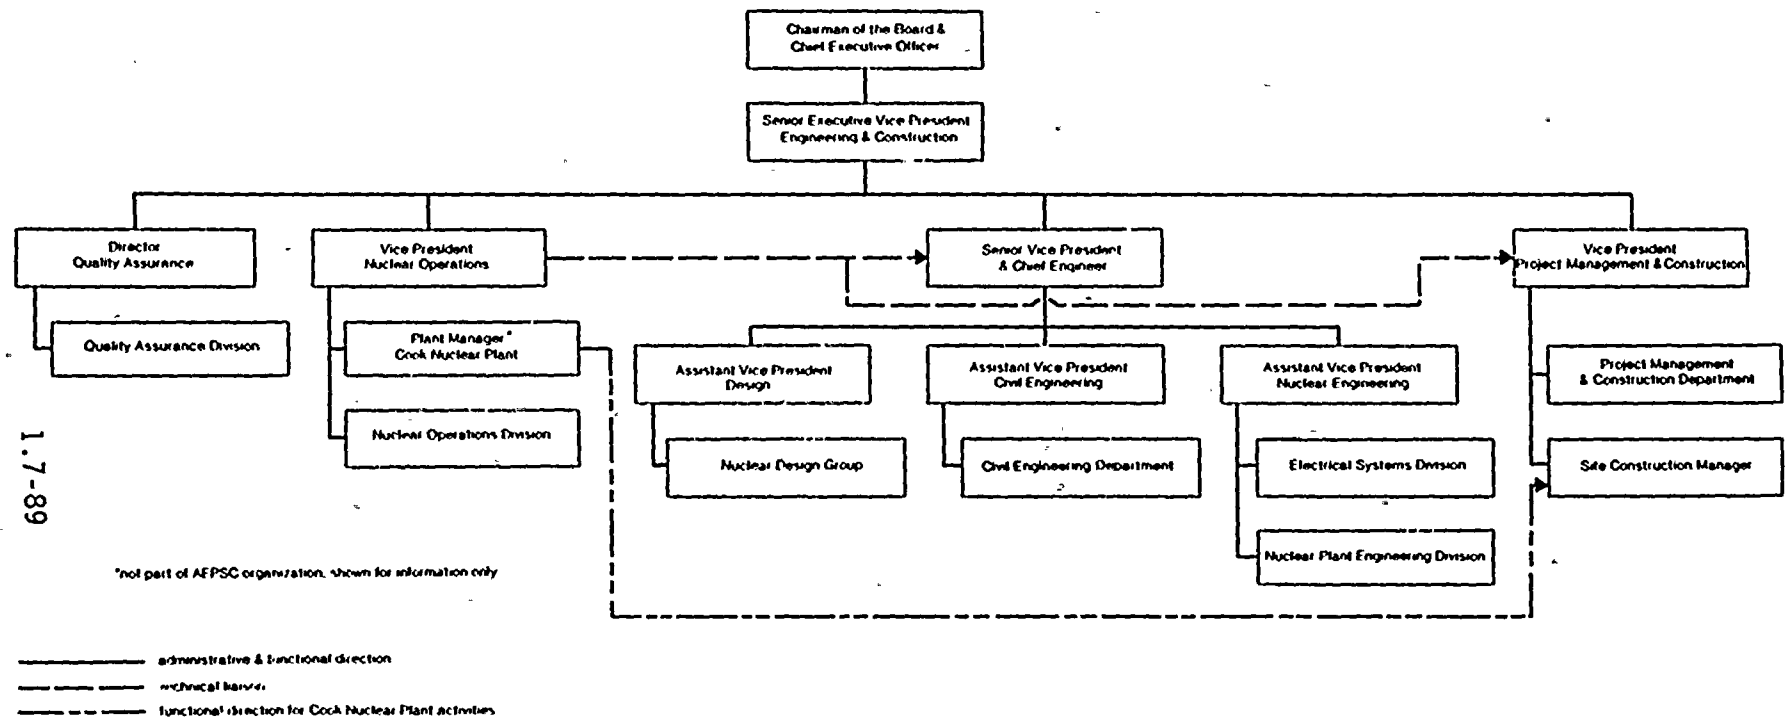 Chairman of the Board &
Chief Executive Officer
Senior Executive Vice President
Engineering & Construction
Director
Quality Assurance
Vice President
Nuclear Operations
Senior Vice President
& Chief Engineer
Vice President
Project Management & Construction
Quality Assurance Division
Plant Manager*
Cook Nuclear Plant
Nuclear Operations Division
Assistant Vice President
Design
Assistant Vice President
Civil Engineering
Assistant Vice President
Nuclear Engineering
Project Management
& Construction Department
Nuclear Design Group
Civil Engineering Department
Electrical Systems Division
Site Construction Manager
Nuclear Plant Engineering Division
1.7-89
*not part of AEPSC organization, shown for information only
administrative & functional direction
technical liaison
functional direction for Cook Nuclear Plant activities